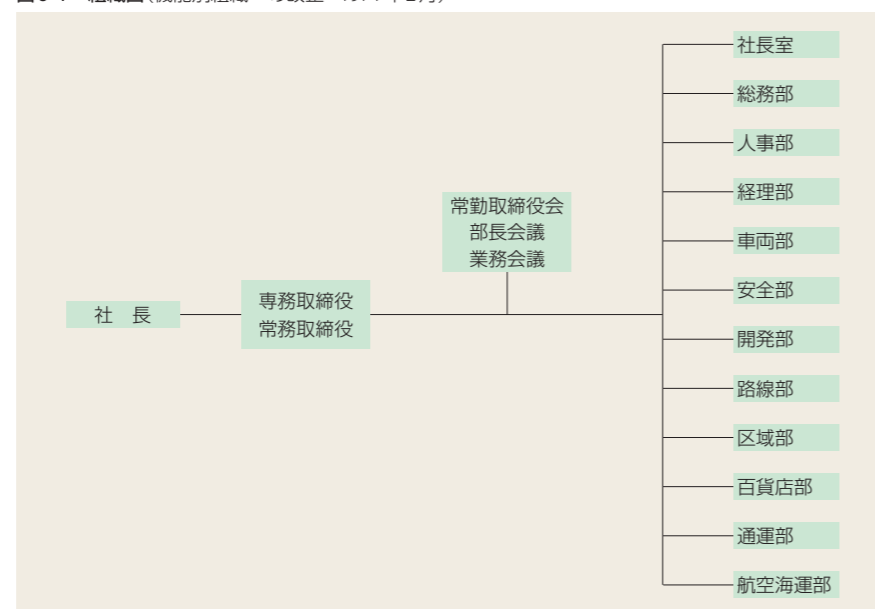 社長室
総務部
人事部
経理部
常勤取締役会
部長会議
業務会議
車両部
安全部
専務取締役
常務取締役
社 長
開発部
路線部
区域部
百貨店部
通運部
航空海運部